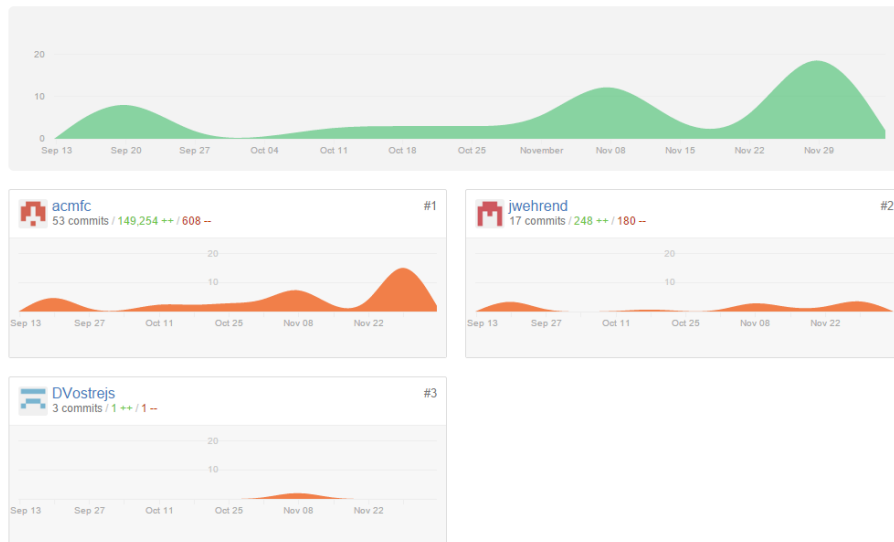 20
10
0
Sep 13 Sep 20 Sep 27 Oct 04 Oct 11 Oct 18 Oct 25 November Nov 08 Nov 15 Nov 22 Nov 29
acmfc #1
53 commits / 149,254 ++ / 608 --
20
10
Sep 13 Sep 27 Oct 11 Oct 25 Nov 08 Nov 22
jwehrend #2
17 commits / 248 ++ / 180 --
20
10
Sep 13 Sep 27 Oct 11 Oct 25 Nov 08 Nov 22
DVostrejs #3
3 commits / 1 ++ / 1 --
20
10
Sep 13 Sep 27 Oct 11 Oct 25 Nov 08 Nov 22